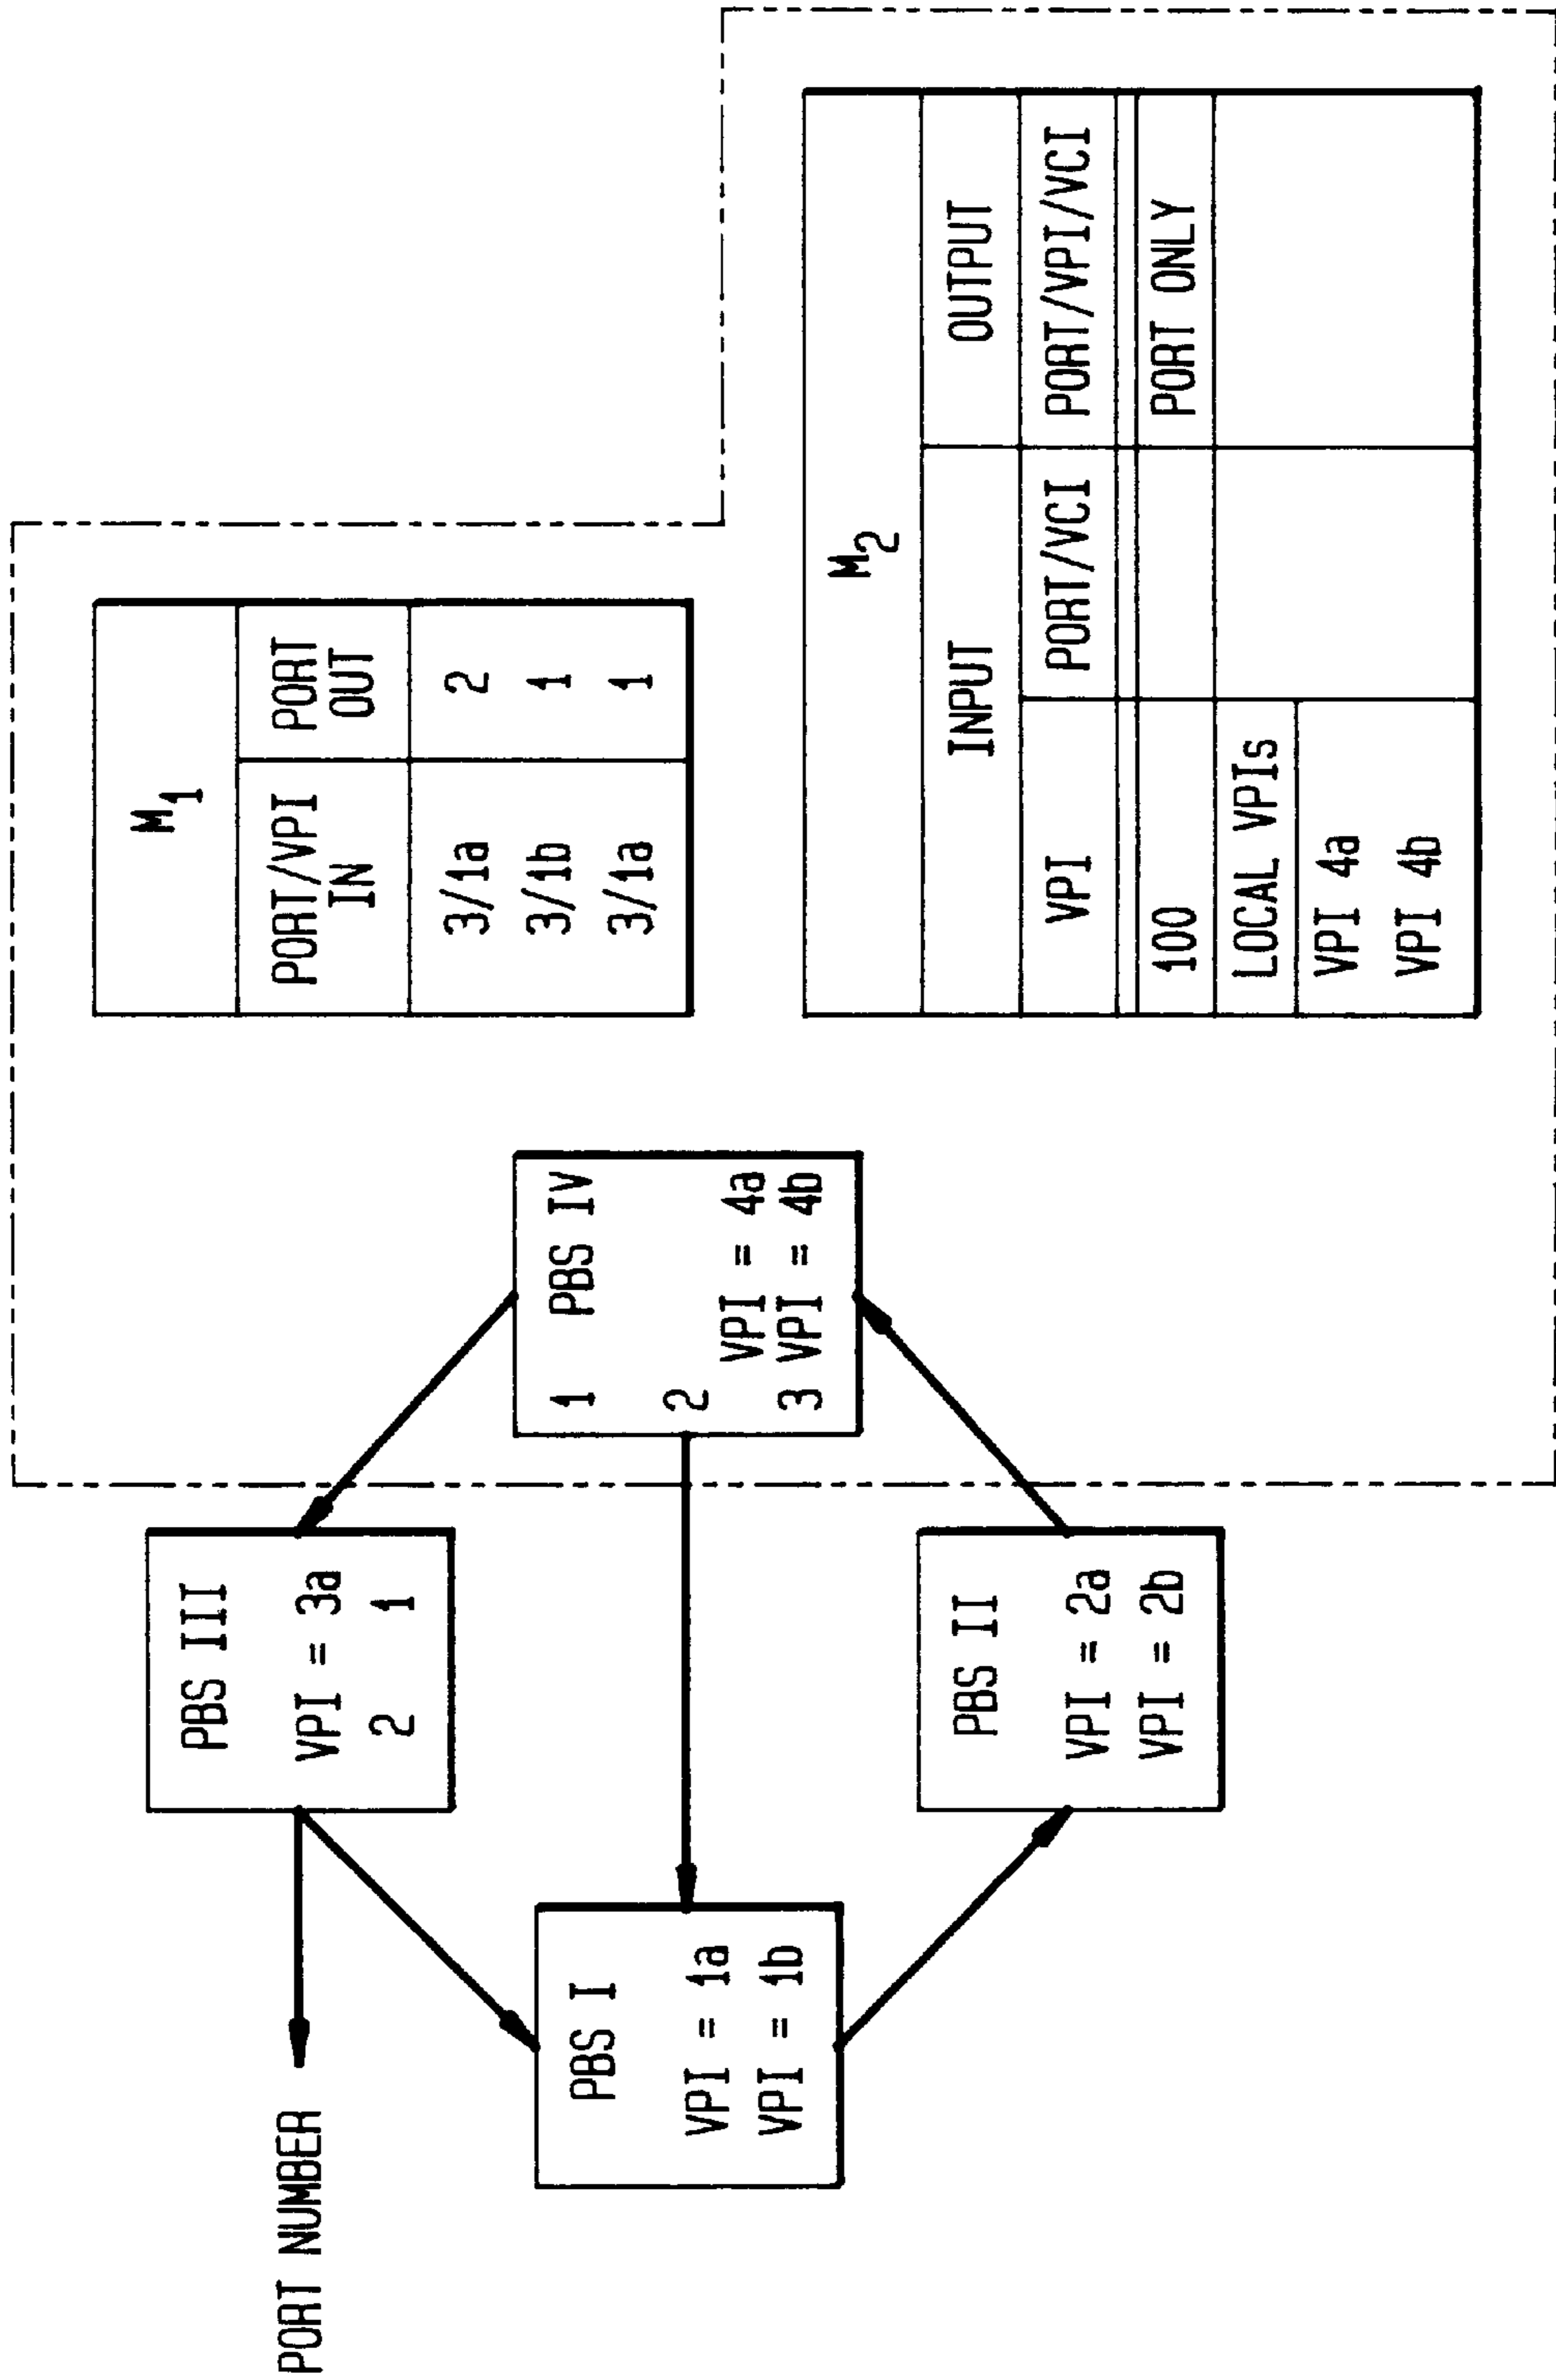 PORT NUMBER
PBS III
VPI = 3a
2 1
PBS I
VPI = 1a
VPI = 1b
PBS II
VPI = 2a
VPI = 2b
1 PBS IV
2
VPI = 4a
3 VPI = 4b
M1
PORT/VPI IN PORT OUT
3/1a 2
3/1b 1
3/1a 1
M2
INPUT OUTPUT
VPI PORT/VCI PORT/VPI/VCI
100 PORT ONLY
LOCAL VPIs
VPI 4a
VPI 4b